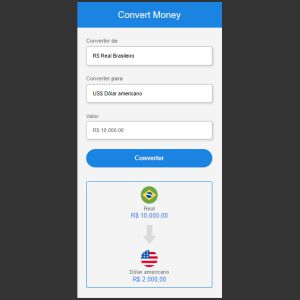 Convert Money
Converter de
R$ Real Brasileiro
Converter para
US$ Dólar americano
Valor
R$ 10.000,00
Converter
Real
R$ 10.000,00
Dólar americano
R$ 2.000,00